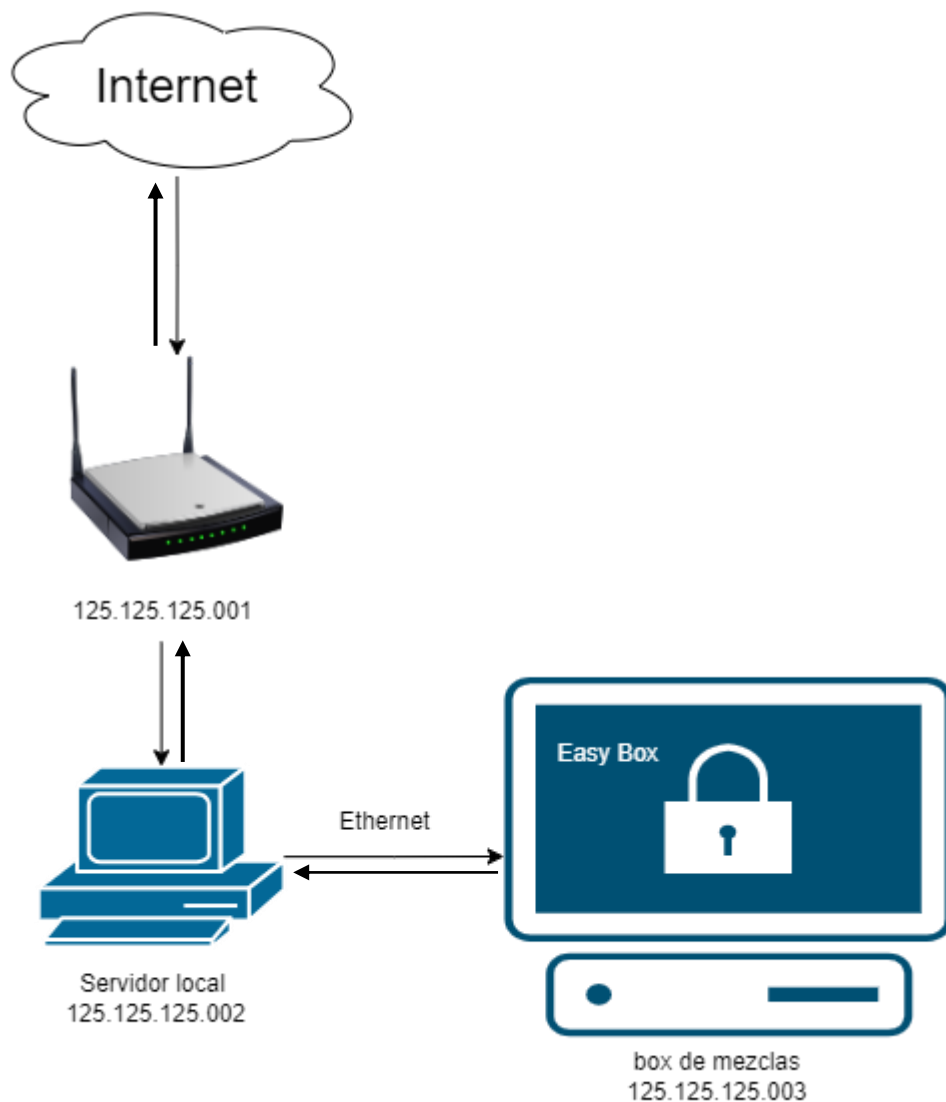 Internet
125.125.125.001
Easy Box
Ethernet
Servidor local
125.125.125.002
box de mezclas
125.125.125.003